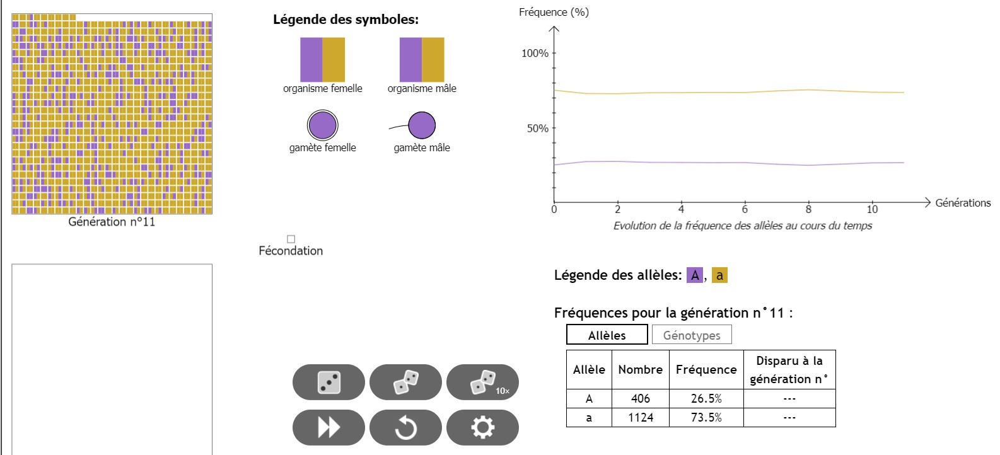 Génération n°11
Légende des symboles:
organisme femelle
organisme mâle
gamète femelle
gamète mâle
Fécondation
10×
Fréquence (%)
100%
50%
0 2 4 6 8 10
Générations
Evolution de la fréquence des allèles au cours du temps
Légende des allèles: A, a
Fréquences pour la génération n°11 :
Allèles Génotypes
Allèle Nombre Fréquence Disparu à la
génération n°
A 406 26.5% ---
a 1124 73.5% ---